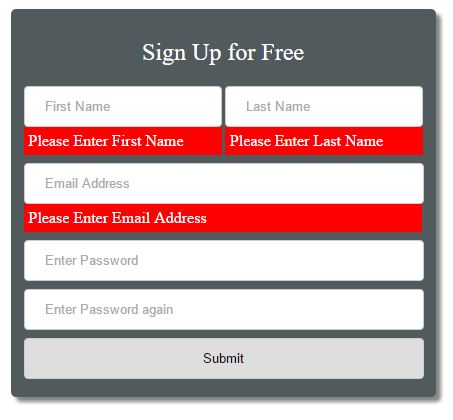 Sign Up for Free
First Name Last Name
Please Enter First Name Please Enter Last Name
Email Address
Please Enter Email Address
Enter Password
Enter Password again
Submit